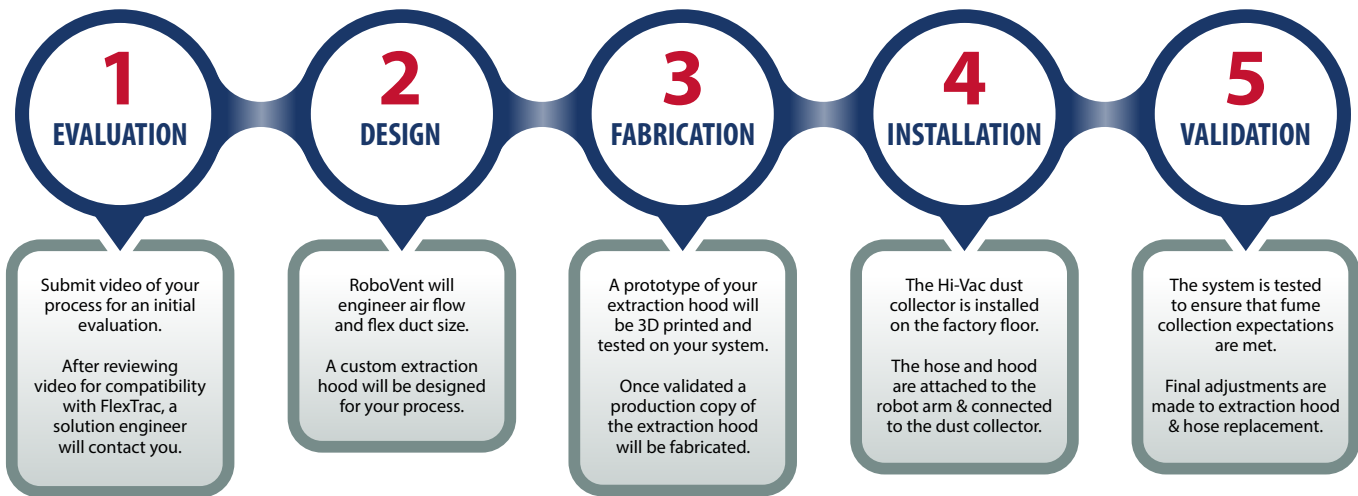 1
EVALUATION
Submit video of your
process for an initial
evaluation.
After reviewing
video for compatibility
with FlexTrac, a
solution engineer
will contact you.
2
DESIGN
RoboVent will
engineer air flow
and flex duct size.
A custom extraction
hood will be designed
for your process.
3
FABRICATION
A prototype of your
extraction hood will
be 3D printed and
tested on your system.
Once validated a
production copy of
the extraction hood
will be fabricated.
4
INSTALLATION
The Hi-Vac dust
collector is installed
on the factory floor.
The hose and hood
are attached to the
robot arm & connected
to the dust collector.
5
VALIDATION
The system is tested
to ensure that fume
collection expectations
are met.
Final adjustments are
made to extraction hood
& hose replacement.